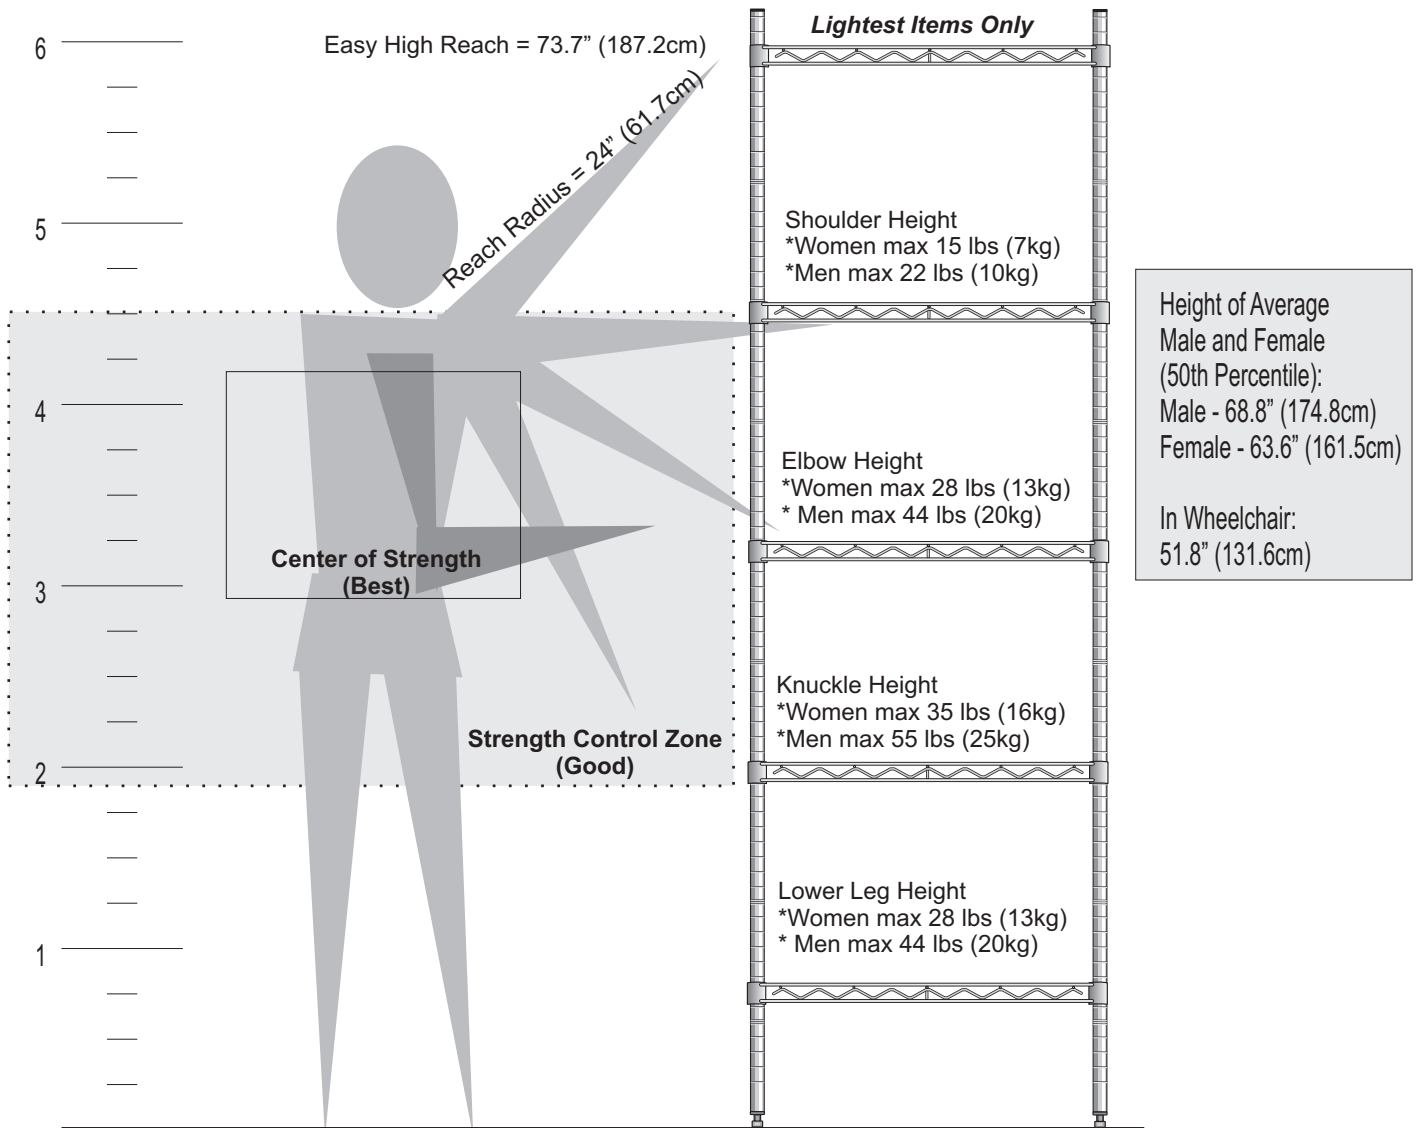 Lightest Items Only
6
Easy High Reach = 73.7” (187.2cm)
Reach Radius = 24” (61.7cm)
5
Shoulder Height
*Women max 15 lbs (7kg)
*Men max 22 lbs (10kg)
Height of Average
Male and Female
(50th Percentile):
Male - 68.8” (174.8cm)
Female - 63.6” (161.5cm)
In Wheelchair:
51.8” (131.6cm)
4
Elbow Height
*Women max 28 lbs (13kg)
* Men max 44 lbs (20kg)
Center of Strength
(Best)
3
Knuckle Height
*Women max 35 lbs (16kg)
*Men max 55 lbs (25kg)
Strength Control Zone
(Good)
2
Lower Leg Height
*Women max 28 lbs (13kg)
* Men max 44 lbs (20kg)
1